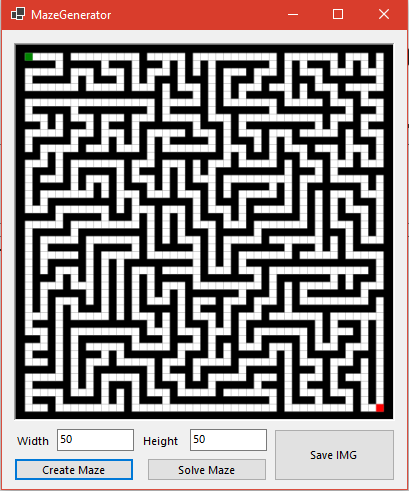 MazeGenerator
Width 50 Height 50
Save IMG
Create Maze Solve Maze